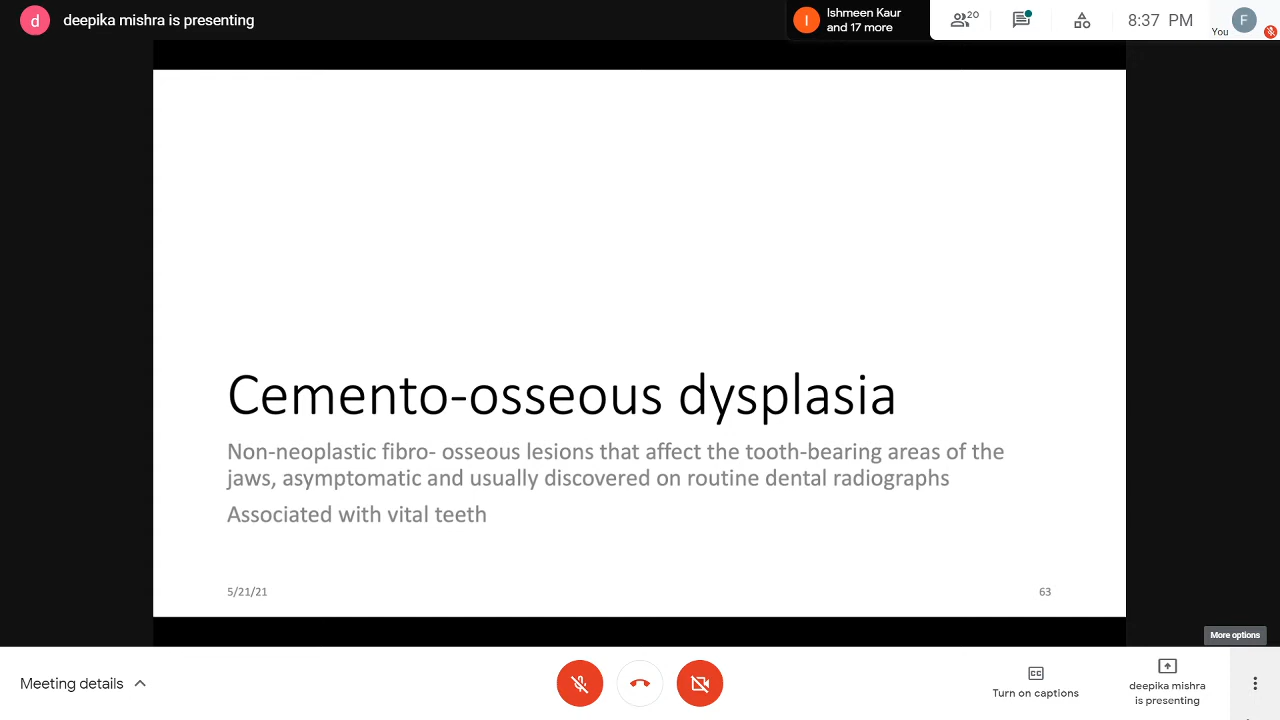 d deepika mishra is presenting
I Ishmeen Kaur
and 17 more
20
8:37 PM
You F
Cemento-osseous dysplasia
Non-neoplastic fibro- osseous lesions that affect the tooth-bearing areas of the
jaws, asymptomatic and usually discovered on routine dental radiographs
Associated with vital teeth
5/21/21 63
More options
Meeting details
CC
Turn on captions
deepika mishra
is presenting